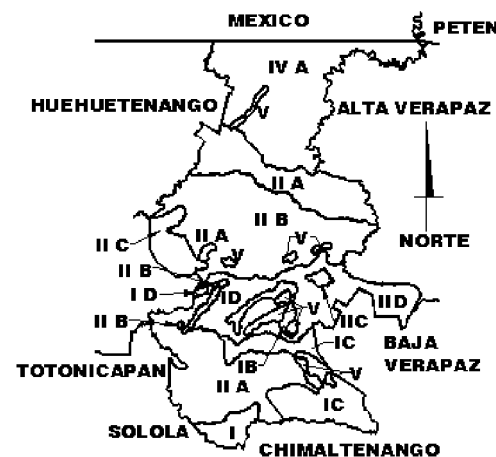 MEXICO
PETEN
IV A
HUEHUETENANGO
V
ALTA VERAPAZ
II A
II B
II C
II A
V
V
NORTE
II B
I D
ID
V
IID
II B
IIC
IC
BAJA
VERAPAZ
TOTONICAPAN
IB
V
II A
IC
SOLOLA
I
CHIMALTENANGO